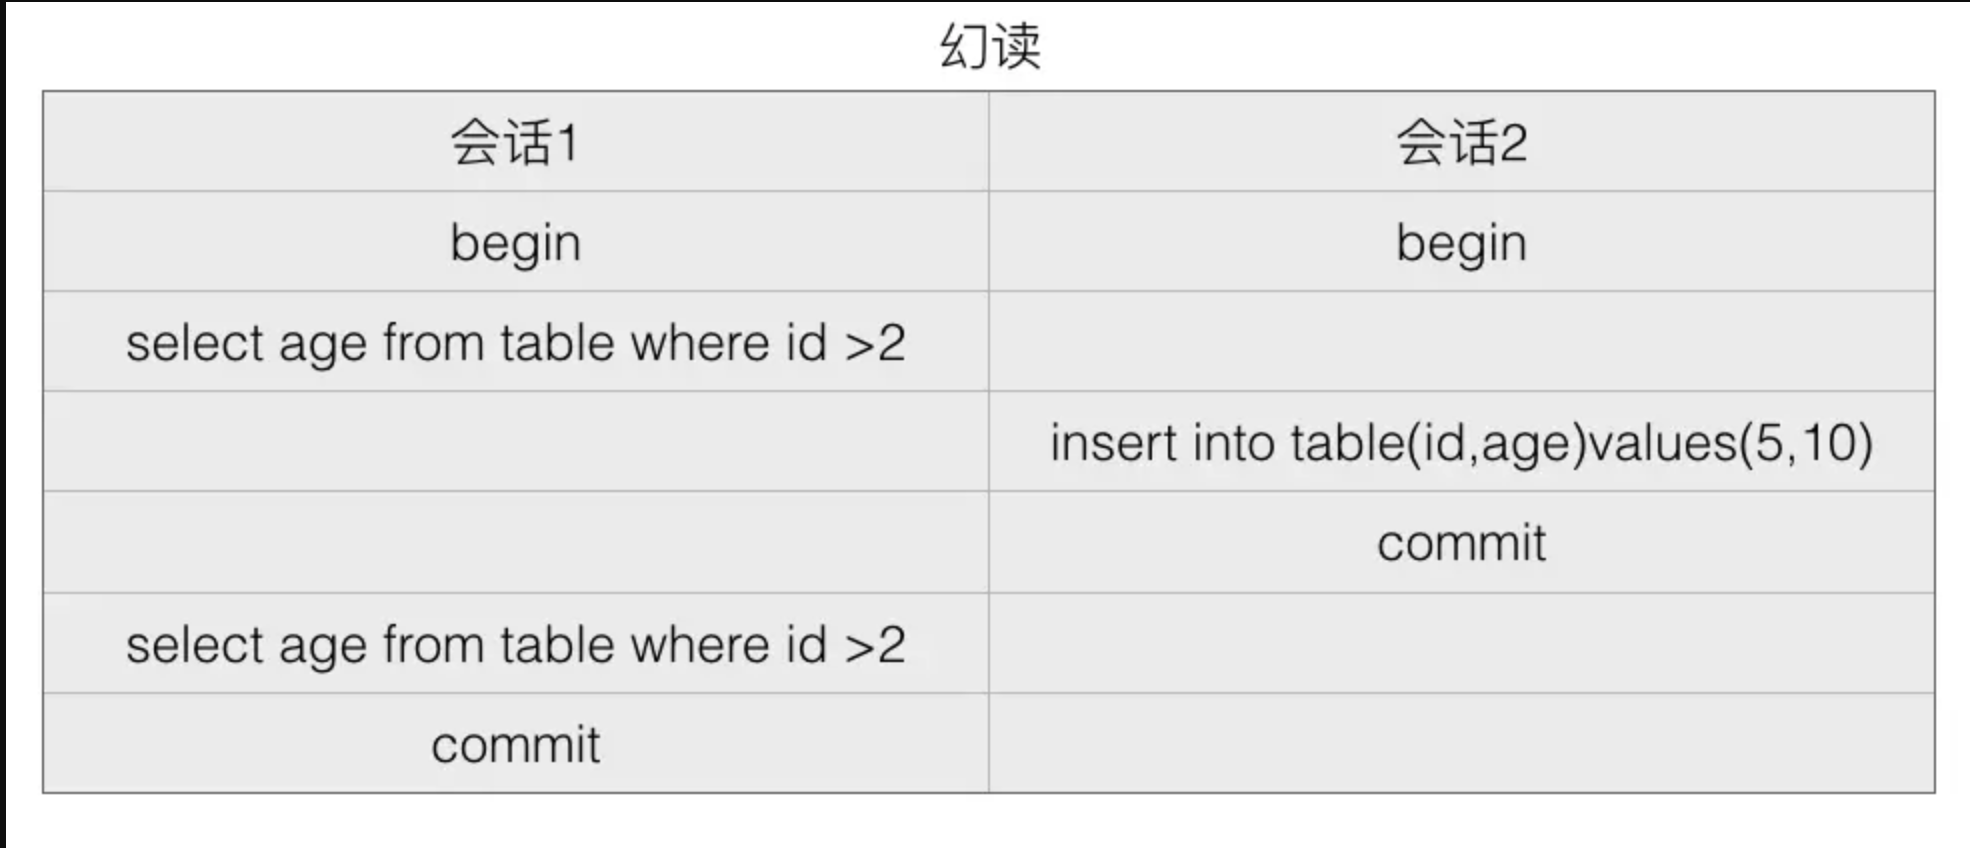 幻读
会话1 会话2
begin begin
select age from table where id >2
insert into table(id,age)values(5,10)
commit
select age from table where id >2
commit